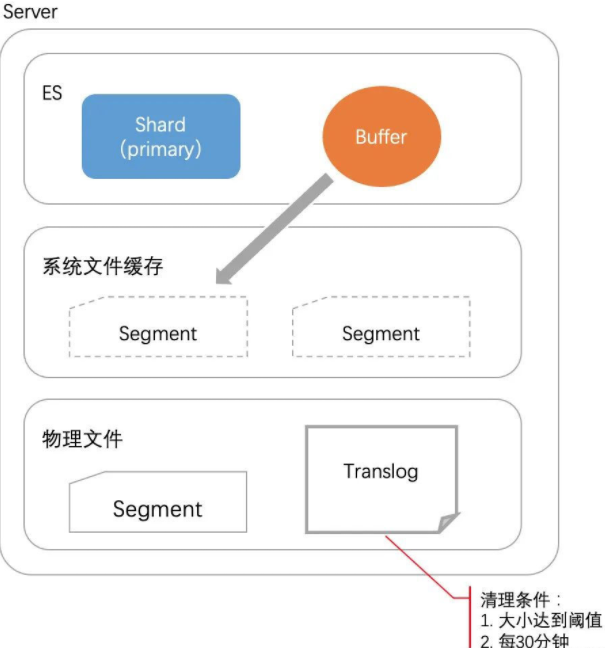 Server
ES
Shard
(primary)
Buffer
系统文件缓存
Segment
Segment
物理文件
Segment
Translog
清理条件：
1. 大小达到阈值
2. 每30分钟